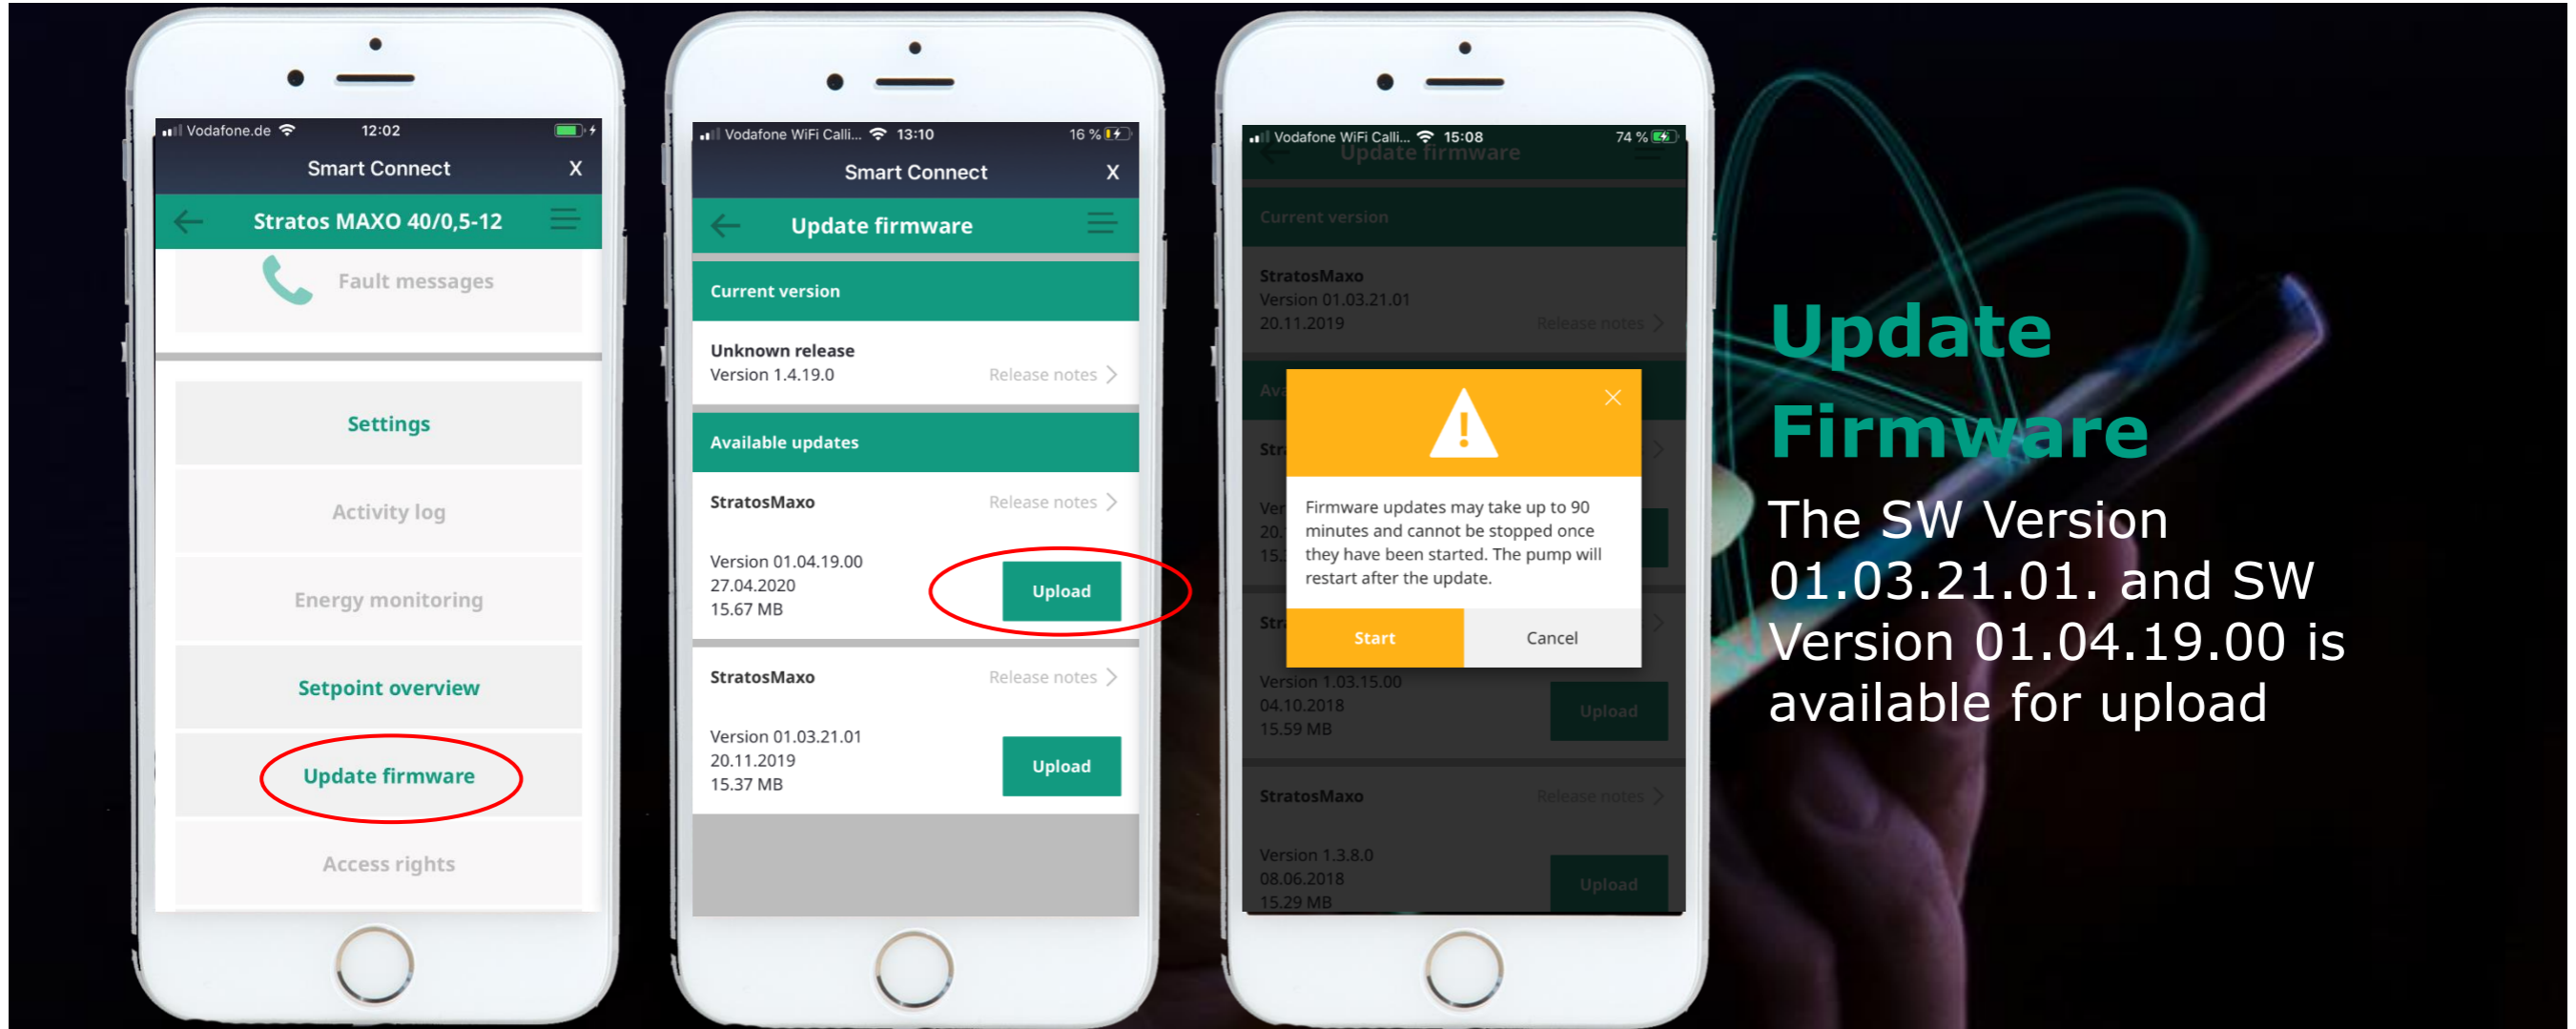 Vodafone.de 12:02
Smart Connect X
Stratos MAXO 40/0,5-12
Fault messages
Settings
Activity log
Energy monitoring
Setpoint overview
Update firmware
Access rights
Vodafone WiFi Calli... 13:10 16 %
Smart Connect X
Update firmware
Current version
Unknown release
Version 1.4.19.0 Release notes >
Available updates
StratosMaxo Release notes >
Version 01.04.19.00
27.04.2020
15.67 MB
Upload
StratosMaxo Release notes >
Version 01.03.21.01
20.11.2019
15.37 MB
Upload
Vodafone WiFi Calli... 15:08 74 %
Update firmware
Current version
StratosMaxo
Version 01.03.21.01
20.11.2019 Release notes >
Firmware updates may take up to 90
minutes and cannot be stopped once
they have been started. The pump will
restart after the update.
Start Cancel
Version 1.03.15.00
04.10.2018
15.59 MB
Upload
StratosMaxo Release notes >
Version 1.3.8.0
08.06.2018
15.29 MB
Upload
Update
Firmware
The SW Version
01.03.21.01. and SW
Version 01.04.19.00 is
available for upload